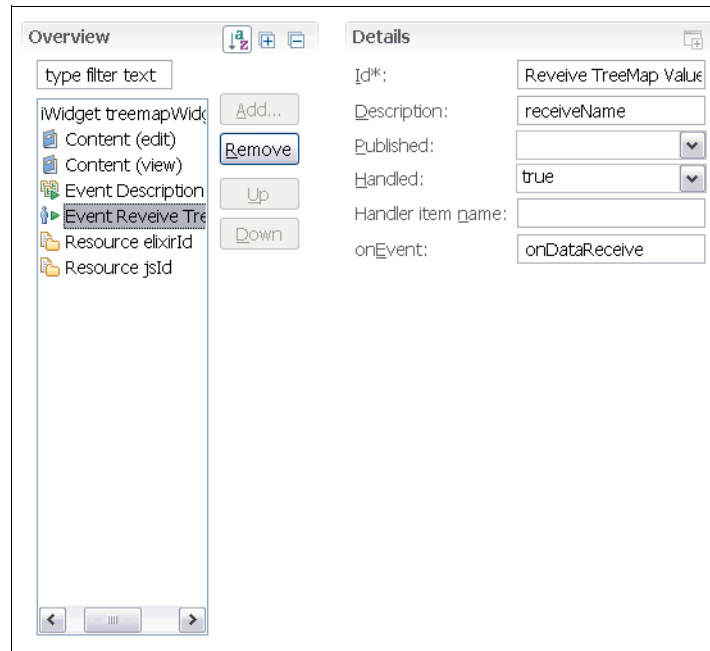 Overview
type filter text
iWidget treemapWidg
Content (edit)
Content (view)
Event Description
Event Reveive Tre
Resource elixirId
Resource jsId
Add...
Remove
Up
Down
Details
Id*:
Reveive TreeMap Value
Description:
receiveName
Published:
Handled:
true
Handler item name:
onEvent:
onDataReceive